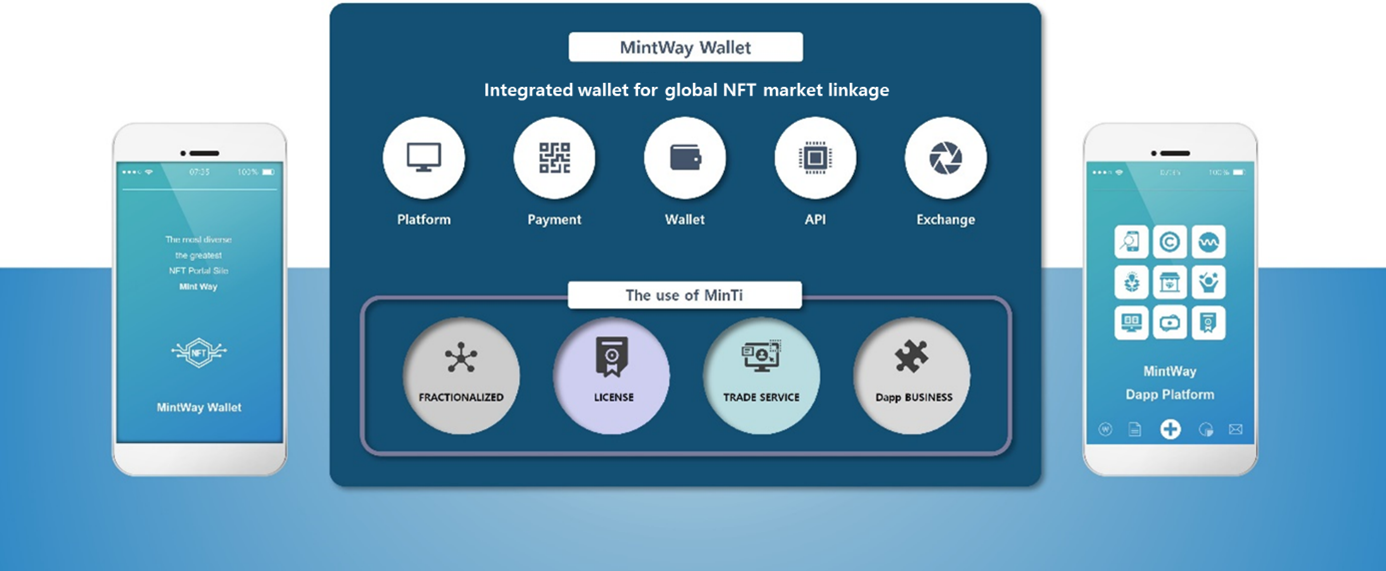 MintWay Wallet
Integrated wallet for global NFT market linkage
Platform
Payment
Wallet
API
Exchange
The use of MinTi
FRACTIONALIZED
LICENSE
TRADE SERVICE
Dapp BUSINESS
07:35
100%
The most diverse
the greatest
NFT Portal Site
Mint Way
NFT
MintWay Wallet
100%
MintWay
Dapp Platform